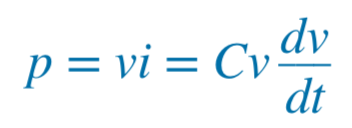 p = vi = Cv dv/dt